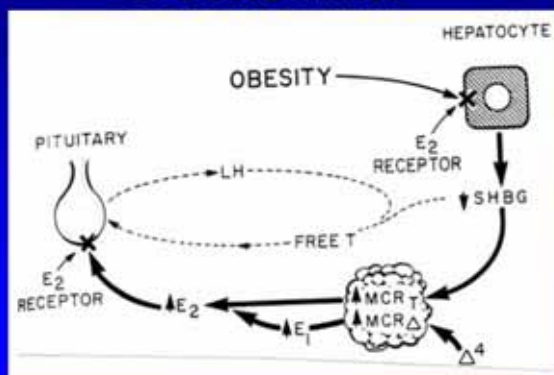 HEPATOCYTE
OBESITY
E2
RECEPTOR
PITUITARY
LH
↓ SHBG
FREE T
E2
RECEPTOR
↑E2
↑E1
↑MCR T
↑MCR Δ
Δ4